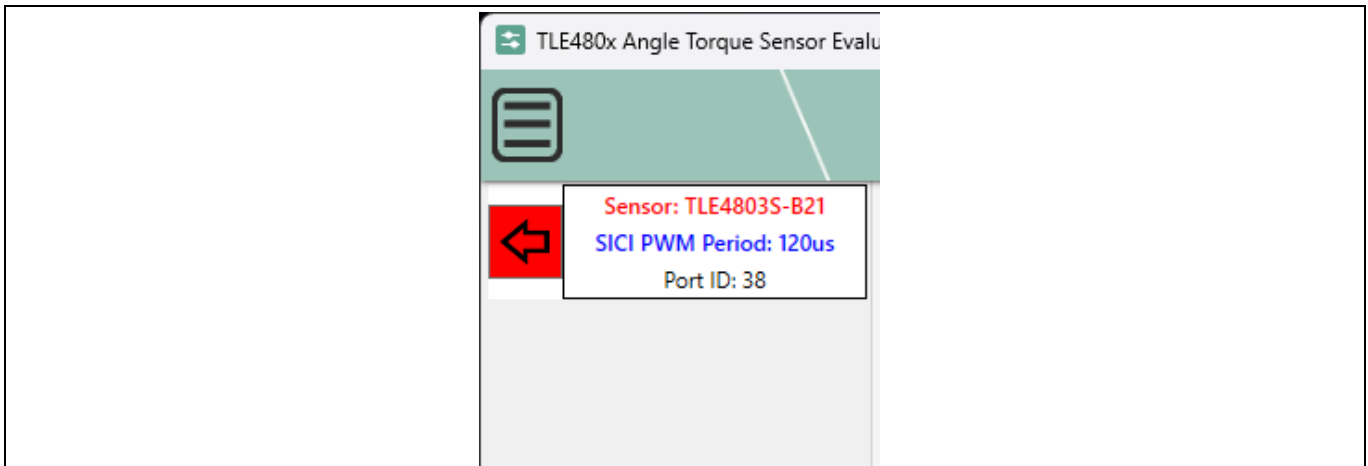 TLE480x Angle Torque Sensor Evalu
Sensor: TLE4803S-B21
SICI PWM Period: 120us
Port ID: 38